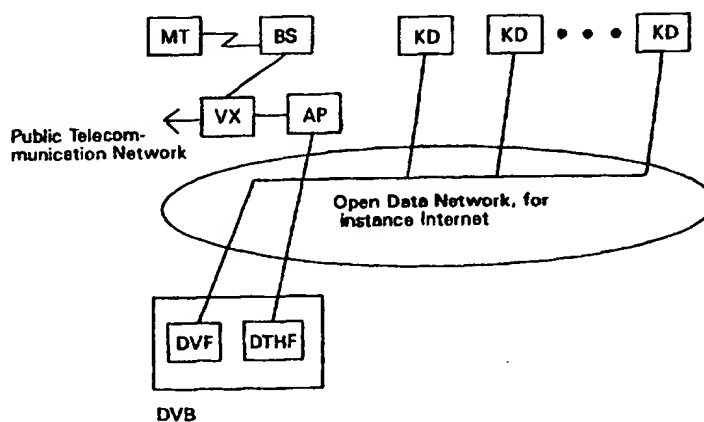 MT
BS
KD
KD
KD
VX
AP
Public Telecom-
munication Network
Open Data Network, for
instance Internet
DVF
DTHF
DVB